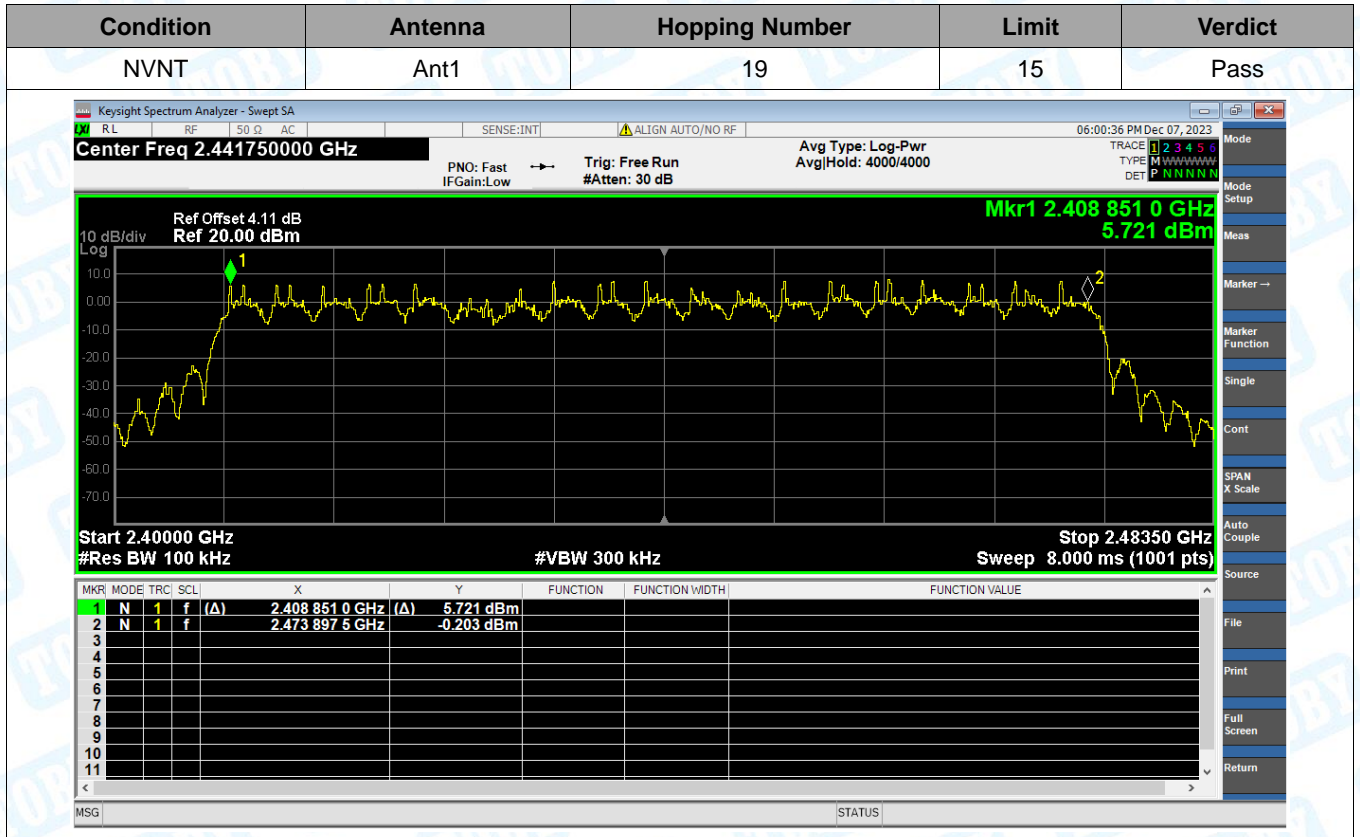 Condition Antenna Hopping Number Limit Verdict
NVNT Ant1 19 15 Pass
Keysight Spectrum Analyzer - Swept SA
LXI RL RF 50 Ω AC SENSE:INT ALIGN AUTO/NO RF 06:00:36 PM Dec 07, 2023
Center Freq 2.441750000 GHz
PNO: Fast
IFGain:Low
Trig: Free Run
#Atten: 30 dB
Avg Type: Log-Pwr
Avg|Hold: 4000/4000
TRACE 1 2 3 4 5 6
TYPE M WWWWW
DET P N N N N N
Ref Offset 4.11 dB
10 dB/div Ref 20.00 dBm
Log
Mkr1 2.408 851 0 GHz
5.721 dBm
10.0
0.00
-10.0
-20.0
-30.0
-40.0
-50.0
-60.0
-70.0
1
2
Start 2.40000 GHz Stop 2.48350 GHz
#Res BW 100 kHz #VBW 300 kHz Sweep 8.000 ms (1001 pts)
MKR MODE TRC SCL X Y FUNCTION FUNCTION WIDTH FUNCTION VALUE
1 N 1 f (Δ) 2.408 851 0 GHz (Δ) 5.721 dBm
2 N 1 f 2.473 897 5 GHz -0.203 dBm
3
4
5
6
7
8
9
10
11
MSG STATUS
Mode
Mode
Setup
Meas
Marker→
Marker
Function
Single
Cont
SPAN
X Scale
Auto
Couple
Source
File
Print
Full
Screen
Return
TOBY